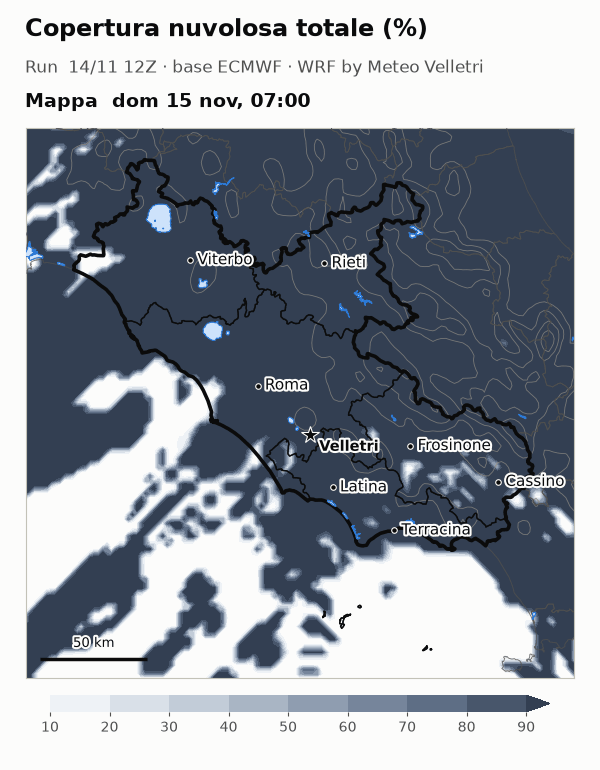 Copertura nuvolosa totale (%)
Run  14/11 12Z · base ECMWF · WRF by Meteo Velletri
Mappa  dom 15 nov, 07:00
Viterbo
Rieti
Roma
Velletri
Frosinone
Latina
Cassino
Terracina
50 km
10 20 30 40 50 60 70 80 90